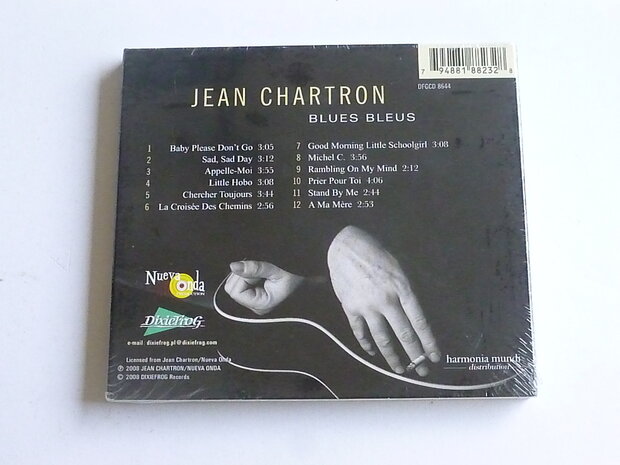 7 94881 88232 8
DFGCD 8644
JEAN CHARTRON
BLUES BLEUS
1 Baby Please Don't Go 3:05
2 Sad, Sad Day 3:12
3 Appelle-Moi 3:55
4 Little Hobo 3:08
5 Chercher Toujours 3:44
6 La Croisée Des Chemins 2:56
7 Good Morning Little Schoolgirl 3:08
8 Michel C. 3:56
9 Rambling On My Mind 2:12
10 Prier Pour Toi 4:06
11 Stand By Me 2:44
12 A Ma Mère 2:53
Nueva
Onda
DixieFrog
e-mail : dixiefrog.pl@dixiefrog.com
Licensed from Jean Chartron/Nueva Onda
℗ 2008 JEAN CHARTRON/NUEVA ONDA
© 2008 DIXIEFROG Records
harmonia mundi
distribution